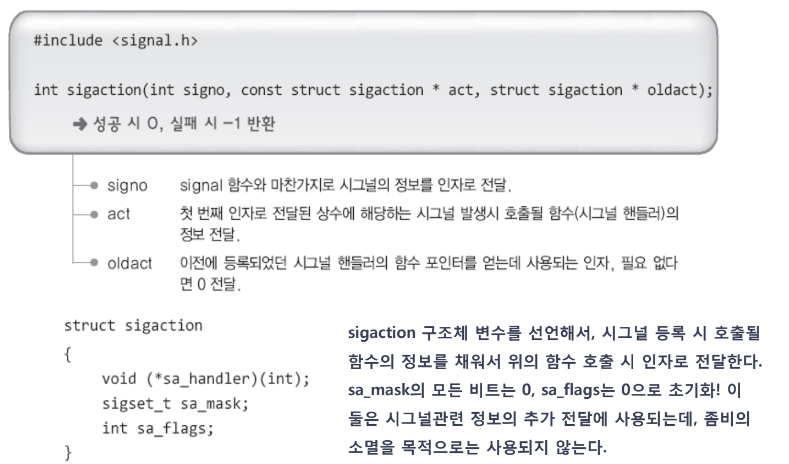 #include <signal.h>
int sigaction(int signo, const struct sigaction * act, struct sigaction * oldact);
➔ 성공 시 0, 실패 시 -1 반환
signo signal 함수와 마찬가지로 시그널의 정보를 인자로 전달.
act 첫 번째 인자로 전달된 상수에 해당하는 시그널 발생시 호출될 함수(시그널 핸들러)의
정보 전달.
oldact 이전에 등록되었던 시그널 핸들러의 함수 포인터를 얻는데 사용되는 인자, 필요 없다
면 0 전달.
struct sigaction
{
void (*sa_handler)(int);
sigset_t sa_mask;
int sa_flags;
}
sigaction 구조체 변수를 선언해서, 시그널 등록 시 호출될
함수의 정보를 채워서 위의 함수 호출 시 인자로 전달한다.
sa_mask의 모든 비트는 0, sa_flags는 0으로 초기화! 이
둘은 시그널관련 정보의 추가 전달에 사용되는데, 좀비의
소멸을 목적으로는 사용되지 않는다.